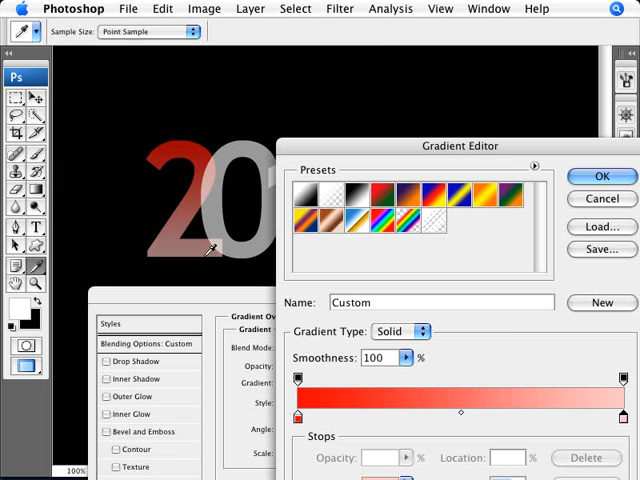 Photoshop File Edit Image Layer Select Filter Analysis View Window Help
Sample Size: Point Sample
Ps
20
Gradient Editor
Presets
OK
Cancel
Load...
Save...
Name: Custom
New
Gradient Type: Solid
Smoothness: 100 %
Stops
Opacity: %
Location: %
Delete
Styles
Blending Options: Custom
Drop Shadow
Inner Shadow
Outer Glow
Inner Glow
Bevel and Emboss
Contour
Texture
Gradient Ov
Gradient
Blend Mode:
Opacity:
Gradient:
Style:
Angle:
Scale:
100%